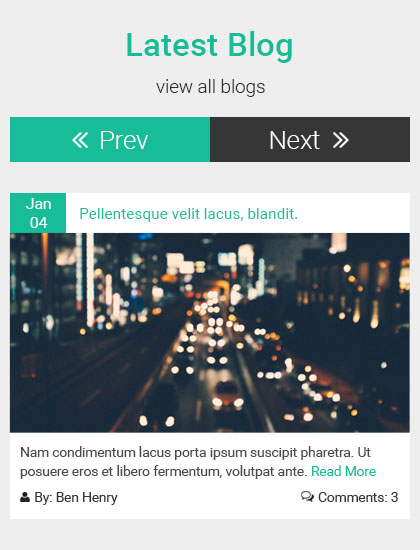 Latest Blog
view all blogs
Prev
Next
Jan
04
Pellentesque velit lacus, blandit.
Nam condimentum lacus porta ipsum suscipit pharetra. Ut
posuere eros et libero fermentum, volutpat ante. Read More
By: Ben Henry
Comments: 3